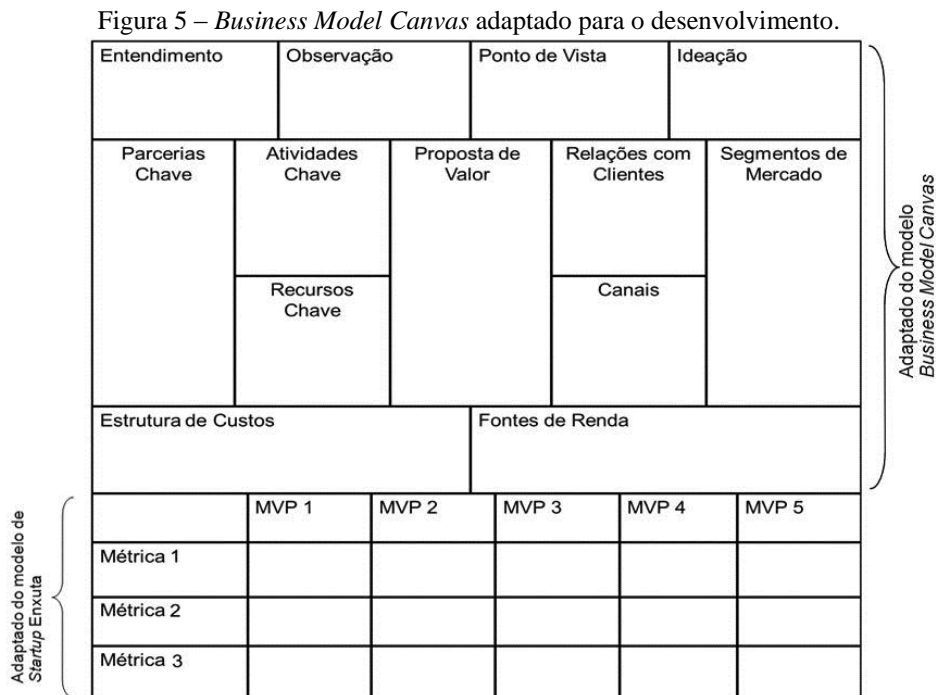 Figura 5 – Business Model Canvas adaptado para o desenvolvimento.
Entendimento
Observação
Ponto de Vista
Ideação
Parcerias
Chave
Atividades
Chave
Proposta de
Valor
Relações com
Clientes
Segmentos de
Mercado
Recursos
Chave
Canais
Estrutura de Custos
Fontes de Renda
Adaptado do modelo
Business Model Canvas
MVP 1
MVP 2
MVP 3
MVP 4
MVP 5
Métrica 1
Métrica 2
Métrica 3
Adaptado do modelo de
Startup Enxuta